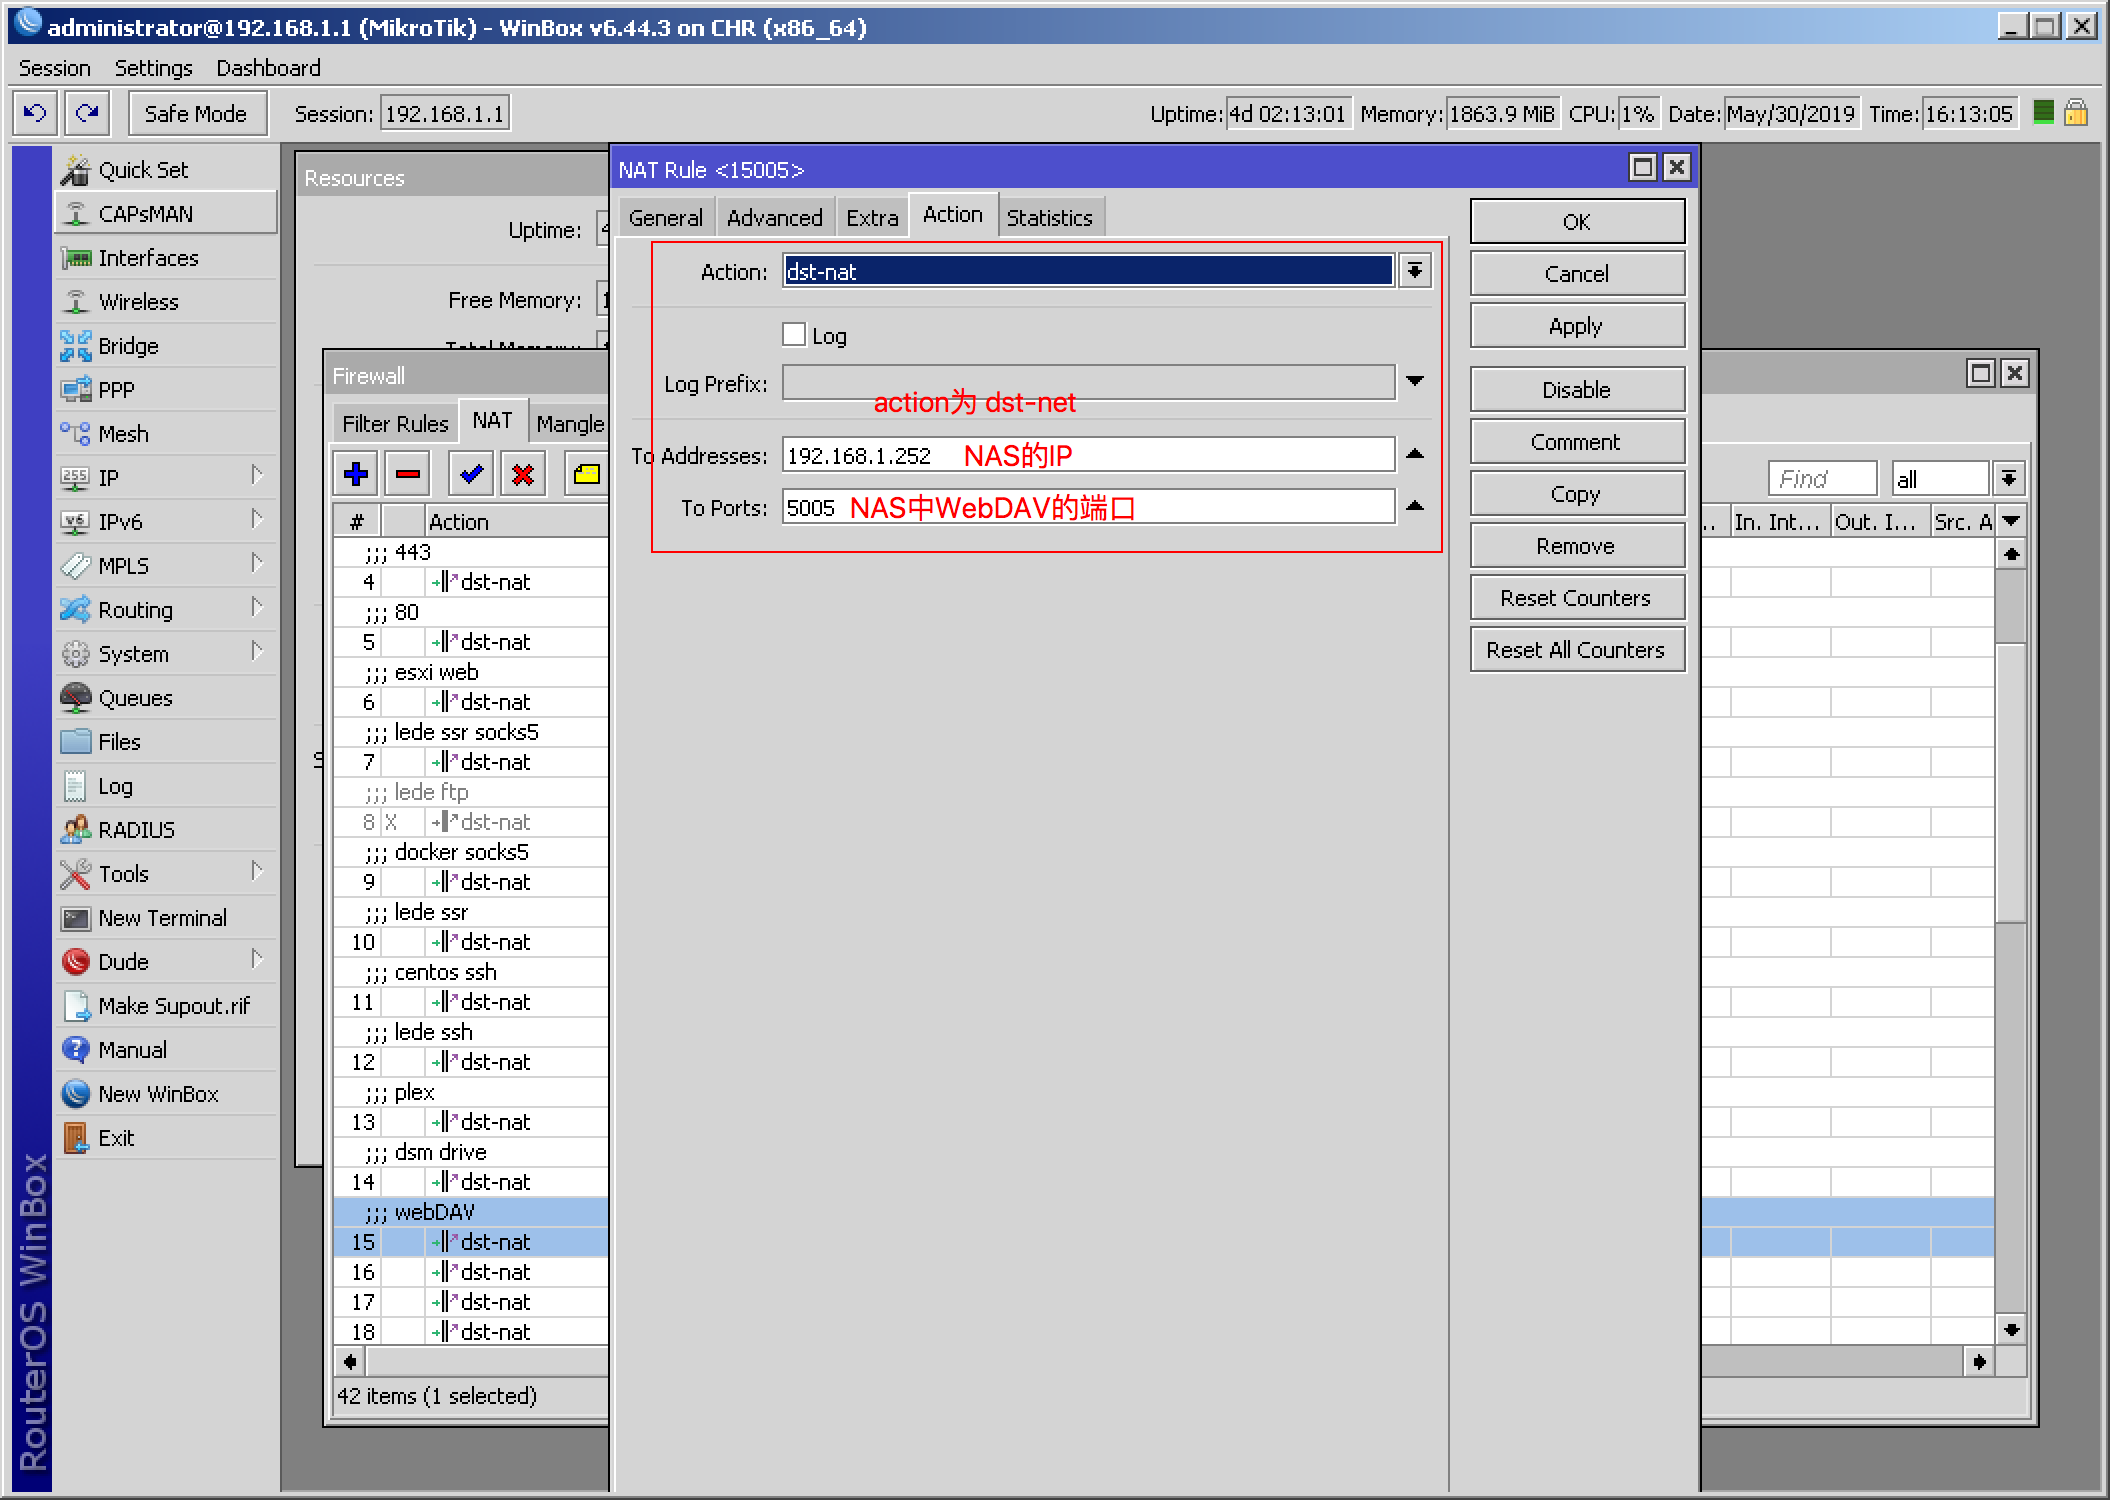 administrator@192.168.1.1 (MikroTik) - WinBox v6.44.3 on CHR (x86_64)
Session Settings Dashboard
Safe Mode Session: 192.168.1.1 Uptime: 4d 02:13:01 Memory: 1863.9 MiB CPU: 1% Date: May/30/2019 Time: 16:13:05
RouterOS WinBox
Quick Set
CAPsMAN
Interfaces
Wireless
Bridge
PPP
Mesh
IP
IPv6
MPLS
Routing
System
Queues
Files
Log
RADIUS
Tools
New Terminal
Dude
Make Supout.rif
Manual
New WinBox
Exit
Resources
Uptime: 4
Free Memory: 1
Firewall
Filter Rules NAT Mangle
# Action
;;; 443
4 dst-nat
;;; 80
5 dst-nat
;;; esxi web
6 dst-nat
;;; lede ssr socks5
7 dst-nat
;;; lede ftp
8 X dst-nat
;;; docker socks5
9 dst-nat
;;; lede ssr
10 dst-nat
;;; centos ssh
11 dst-nat
;;; lede ssh
12 dst-nat
;;; plex
13 dst-nat
;;; dsm drive
14 dst-nat
;;; webDAV
15 dst-nat
16 dst-nat
17 dst-nat
18 dst-nat
42 items (1 selected)
NAT Rule <15005>
General Advanced Extra Action Statistics
Action: dst-nat
Log
Log Prefix:
action为 dst-net
To Addresses: 192.168.1.252 NAS的IP
To Ports: 5005 NAS中WebDAV的端口
OK
Cancel
Apply
Disable
Comment
Copy
Remove
Reset Counters
Reset All Counters
Find all
.. In. Int... Out. I... Src. A